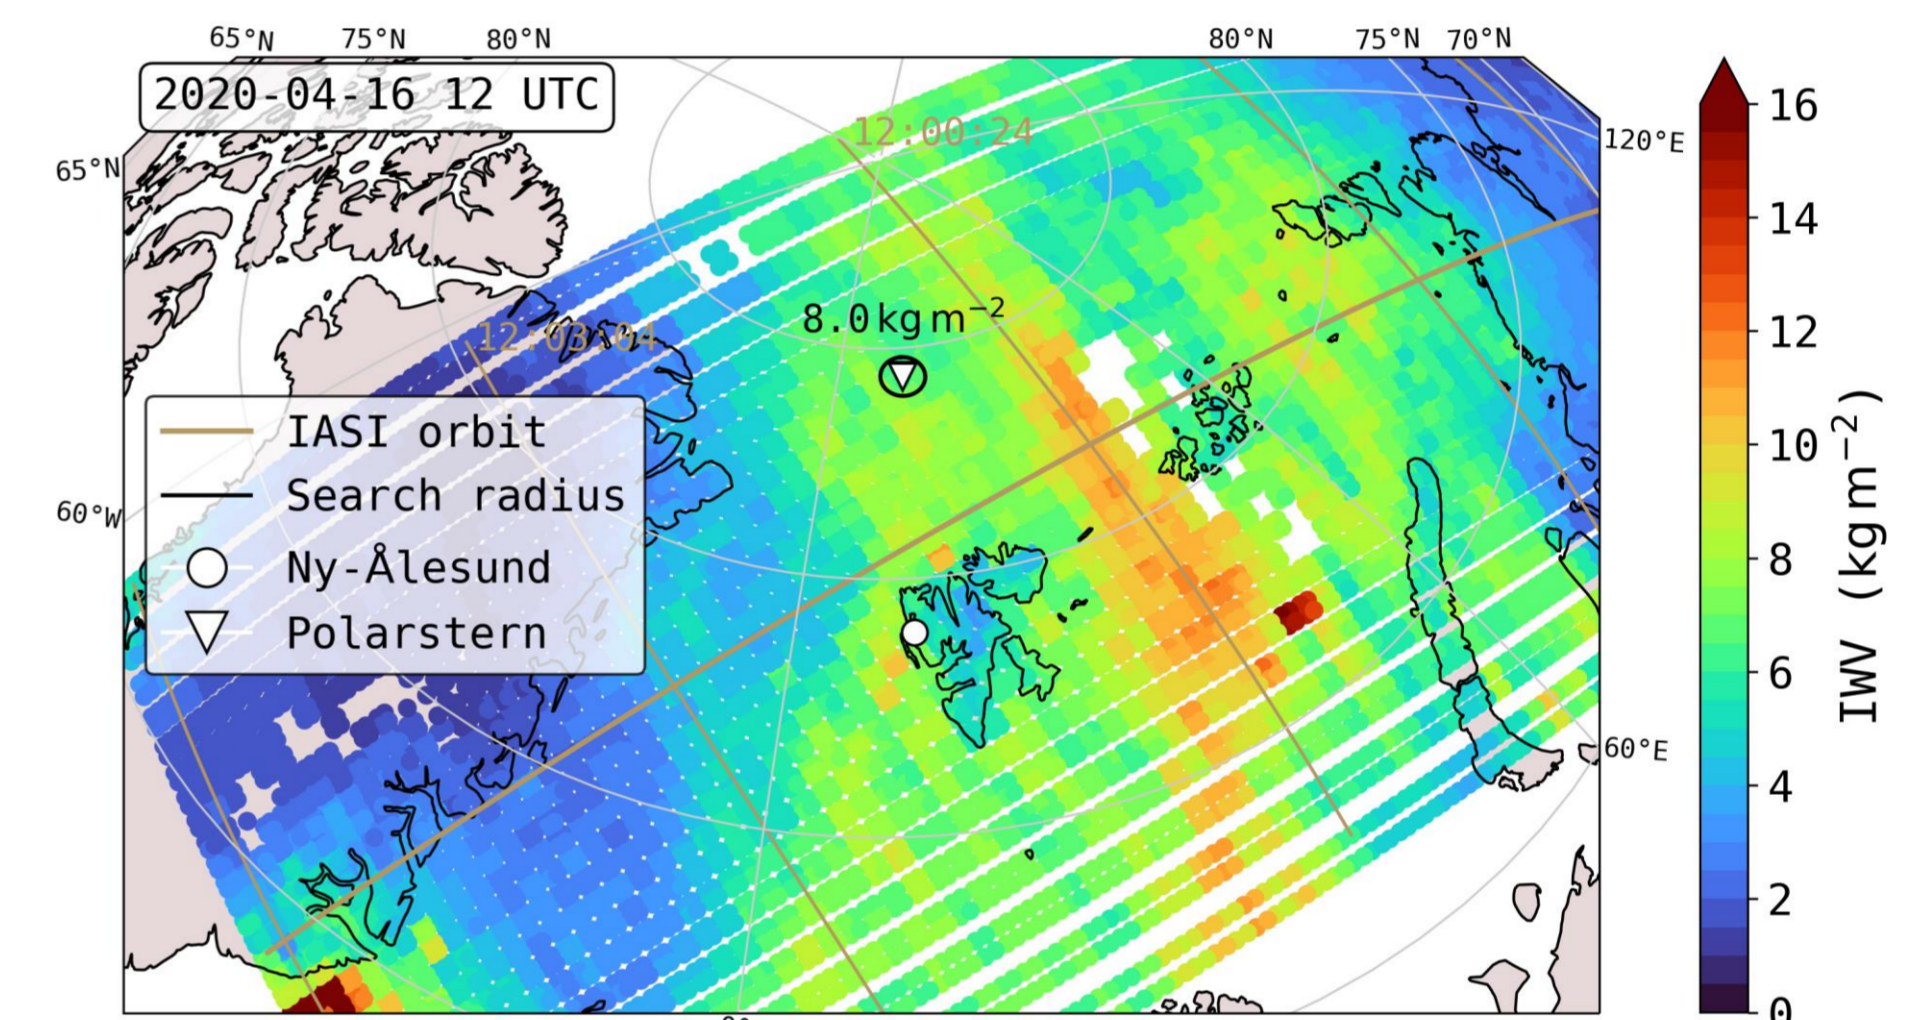 65°N 75°N 80°N 80°N 75°N 70°N
2020-04-16 12 UTC
16
12:00:24
120°E
65°N
14
8.0 kg m⁻²
12:03:04
12
IASI orbit
10
Search radius
60°W
Ny-Ålesund
8
Polarstern
IWV (kg m⁻²)
6
60°E
4
2
0